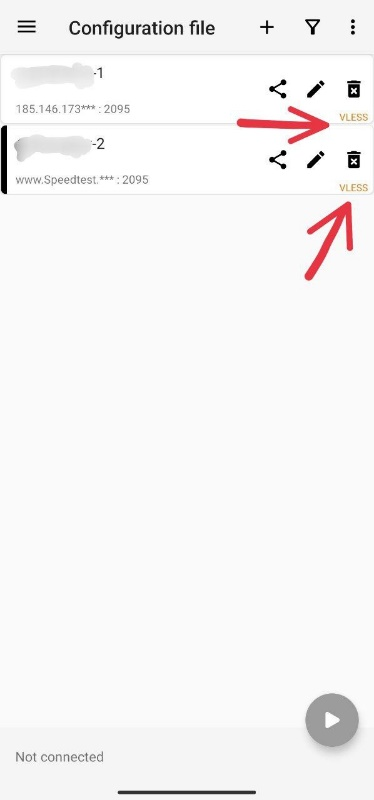 Configuration file
-1
185.146.173*** : 2095
VLESS
-2
www.Speedtest.*** : 2095
VLESS
Not connected